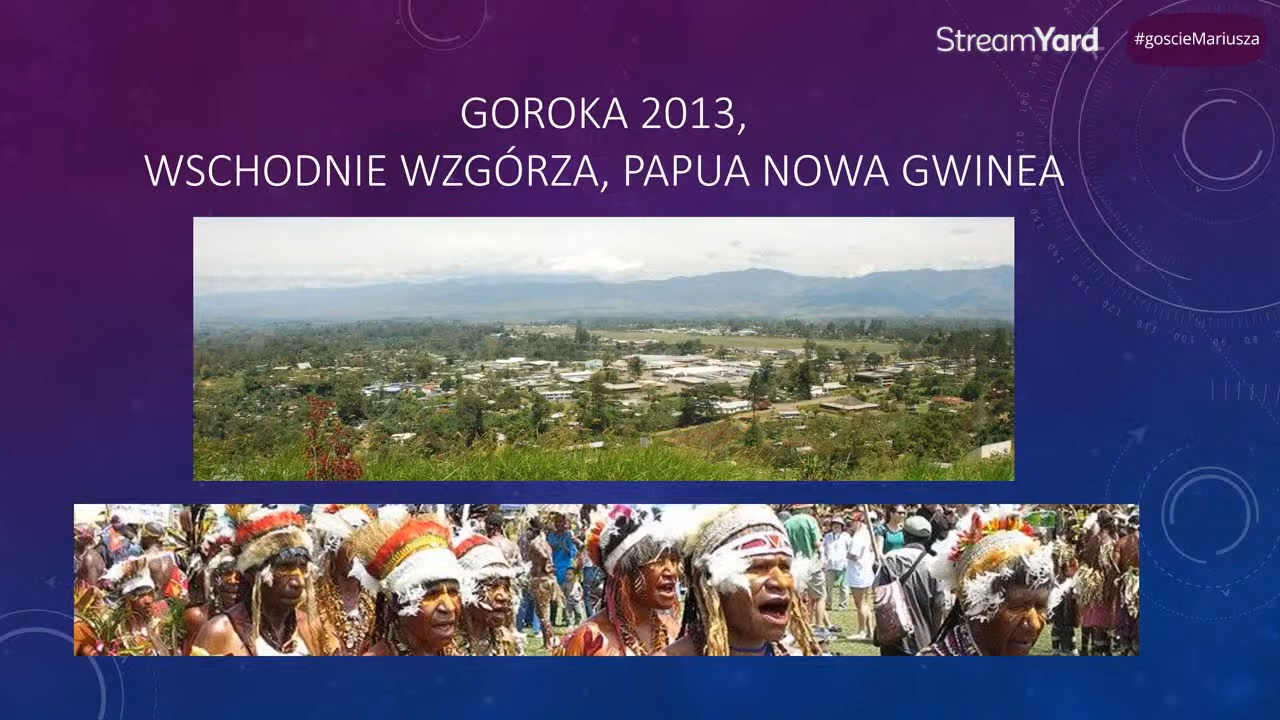 StreamYard
#goscieMariusza
GOROKA 2013,
WSCHODNIE WZGÓRZA, PAPUA NOWA GWINEA